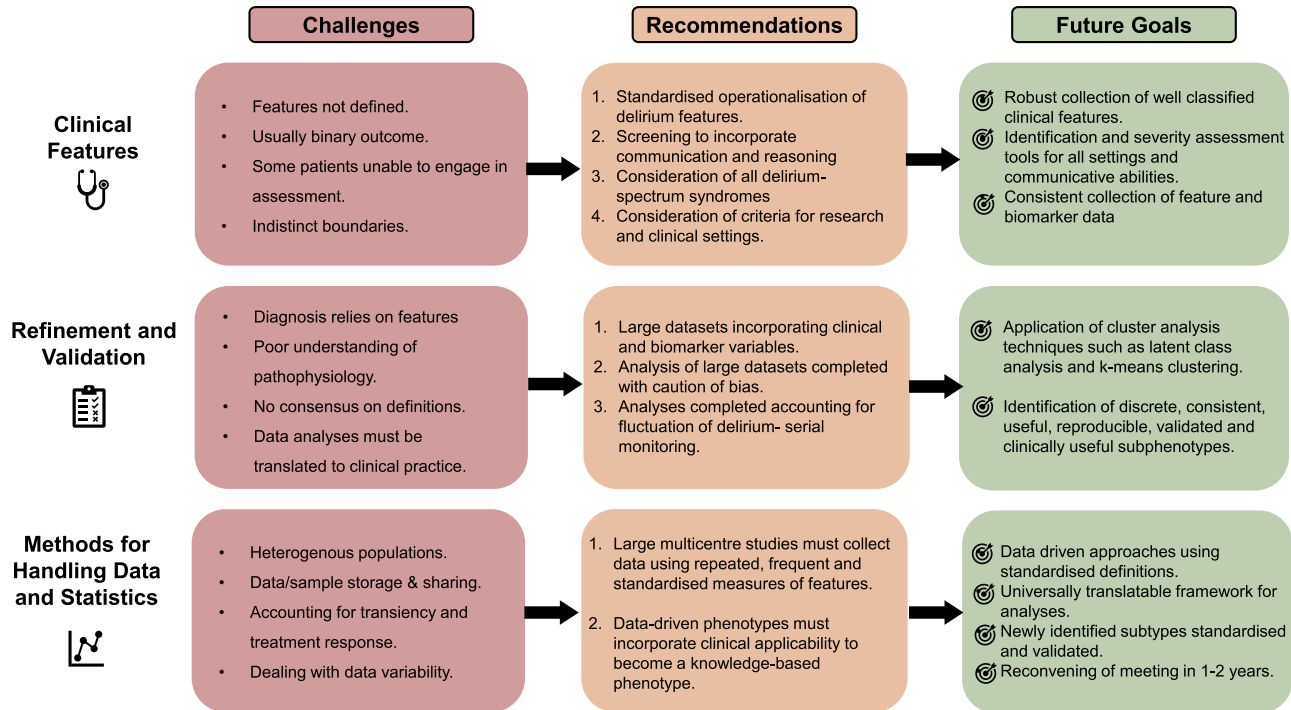 Challenges
Recommendations
Future Goals
Clinical
Features
• Features not defined.
• Usually binary outcome.
• Some patients unable to engage in
assessment.
• Indistinct boundaries.
1. Standardised operationalisation of
delirium features.
2. Screening to incorporate
communication and reasoning
3. Consideration of all delirium-
spectrum syndromes
4. Consideration of criteria for research
and clinical settings.
Robust collection of well classified
clinical features.
Identification and severity assessment
tools for all settings and
communicative abilities.
Consistent collection of feature and
biomarker data
Refinement and
Validation
• Diagnosis relies on features
• Poor understanding of
pathophysiology.
• No consensus on definitions.
• Data analyses must be
translated to clinical practice.
1. Large datasets incorporating clinical
and biomarker variables.
2. Analysis of large datasets completed
with caution of bias.
3. Analyses completed accounting for
fluctuation of delirium- serial
monitoring.
Application of cluster analysis
techniques such as latent class
analysis and k-means clustering.
Identification of discrete, consistent,
useful, reproducible, validated and
clinically useful subphenotypes.
Methods for
Handling Data
and Statistics
• Heterogenous populations.
• Data/sample storage & sharing.
• Accounting for transiency and
treatment response.
• Dealing with data variability.
1. Large multicentre studies must collect
data using repeated, frequent and
standardised measures of features.
2. Data-driven phenotypes must
incorporate clinical applicability to
become a knowledge-based
phenotype.
Data driven approaches using
standardised definitions.
Universally translatable framework for
analyses.
Newly identified subtypes standardised
and validated.
Reconvening of meeting in 1-2 years.